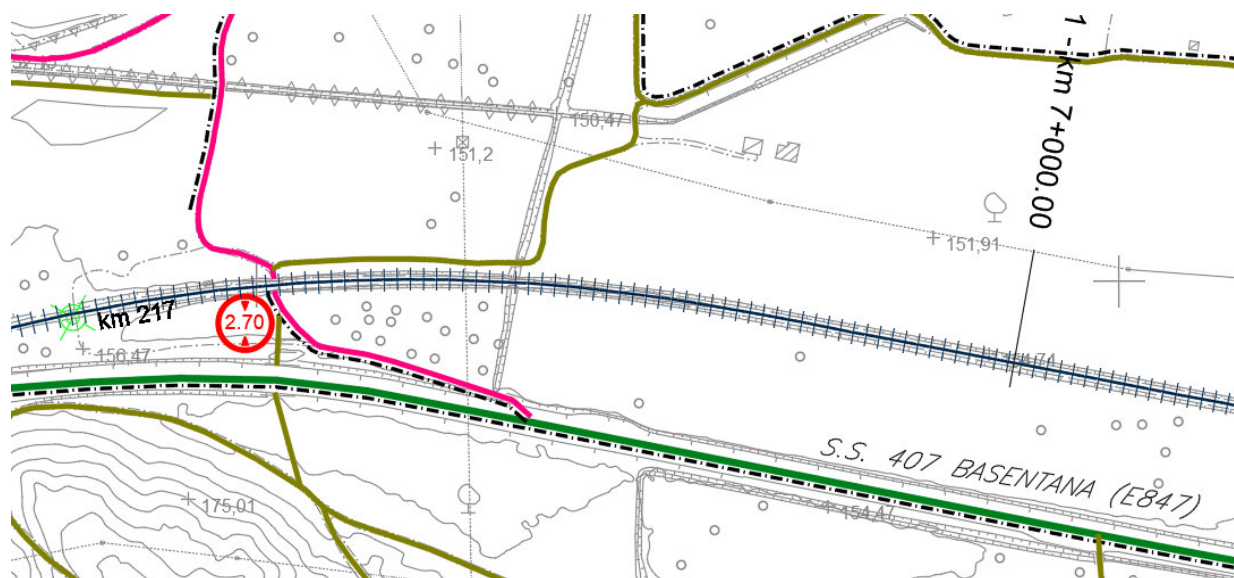 150,47
151,2
1 - km 7+000.00
151,91
km 217
2.70
156,47
S.S. 407 BASENTANA (E847)
175,01
154,47